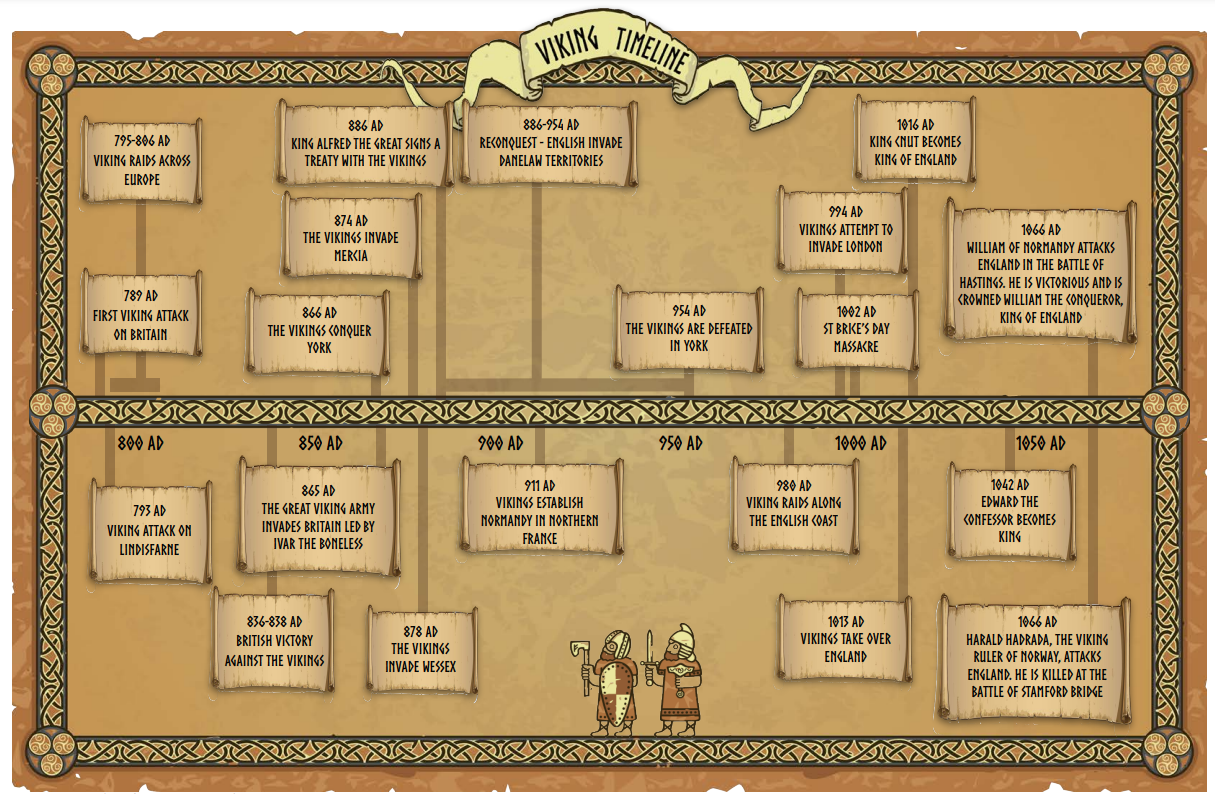 VIKING TIMELINE
795-806 AD
VIKING RAIDS ACROSS
EUROPE
886 AD
KING ALFRED THE GREAT SIGNS A
TREATY WITH THE VIKINGS
886-954 AD
RECONQUEST - ENGLISH INVADE
DANELAW TERRITORIES
1016 AD
KING CNUT BECOMES
KING OF ENGLAND
874 AD
THE VIKINGS INVADE
MERCIA
994 AD
VIKINGS ATTEMPT TO
INVADE LONDON
1066 AD
WILLIAM OF NORMANDY ATTACKS
ENGLAND IN THE BATTLE OF
HASTINGS. HE IS VICTORIOUS AND IS
CROWNED WILLIAM THE CONQUEROR,
KING OF ENGLAND
789 AD
FIRST VIKING ATTACK
ON BRITAIN
866 AD
THE VIKINGS CONQUER
YORK
954 AD
THE VIKINGS ARE DEFEATED
IN YORK
1002 AD
ST BRICE'S DAY
MASSACRE
800 AD
850 AD
900 AD
950 AD
1000 AD
1050 AD
793 AD
VIKING ATTACK ON
LINDISFARNE
865 AD
THE GREAT VIKING ARMY
INVADES BRITAIN LED BY
IVAR THE BONELESS
911 AD
VIKINGS ESTABLISH
NORMANDY IN NORTHERN
FRANCE
980 AD
VIKING RAIDS ALONG
THE ENGLISH COAST
1042 AD
EDWARD THE
CONFESSOR BECOMES
KING
836-838 AD
BRITISH VICTORY
AGAINST THE VIKINGS
878 AD
THE VIKINGS
INVADE WESSEX
1013 AD
VIKINGS TAKE OVER
ENGLAND
1066 AD
HARALD HADRADA, THE VIKING
RULER OF NORWAY, ATTACKS
ENGLAND. HE IS KILLED AT THE
BATTLE OF STAMFORD BRIDGE